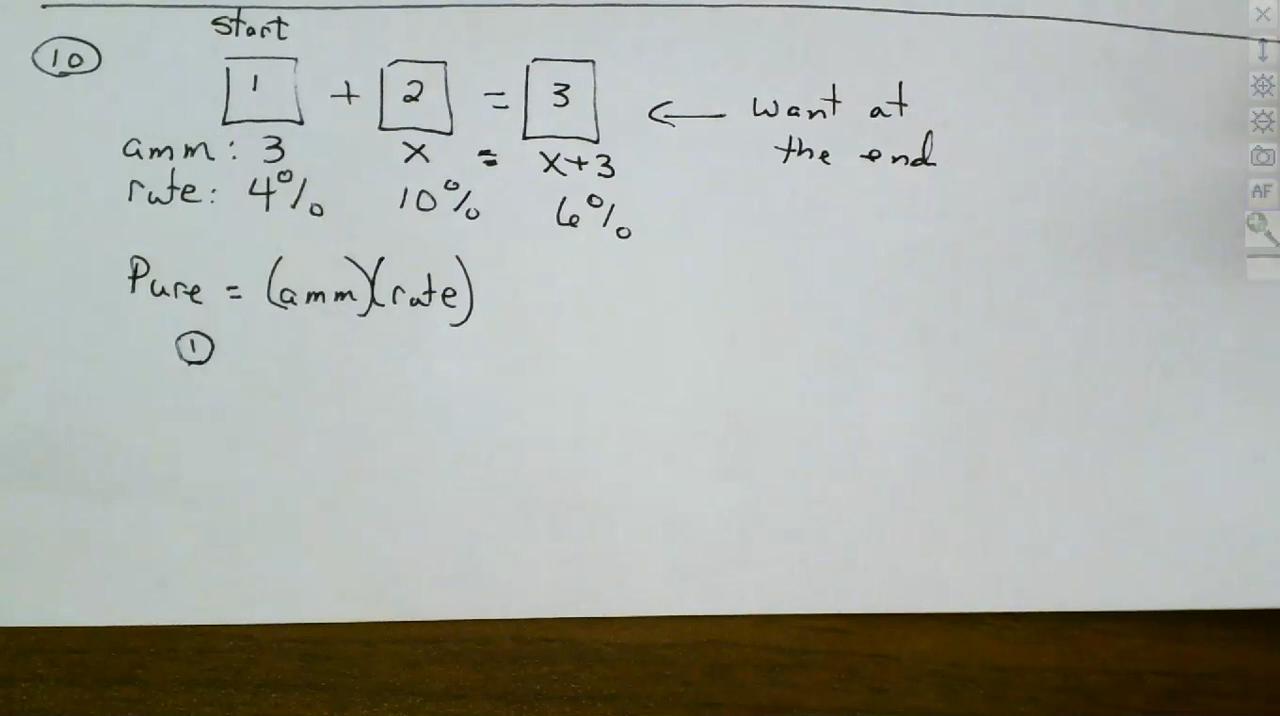 start
10
1 + 2 = 3 ← want at
the end
amm: 3 x = x+3
rate: 4% 10% 6%
Pure = (amm)(rate)
1
AF